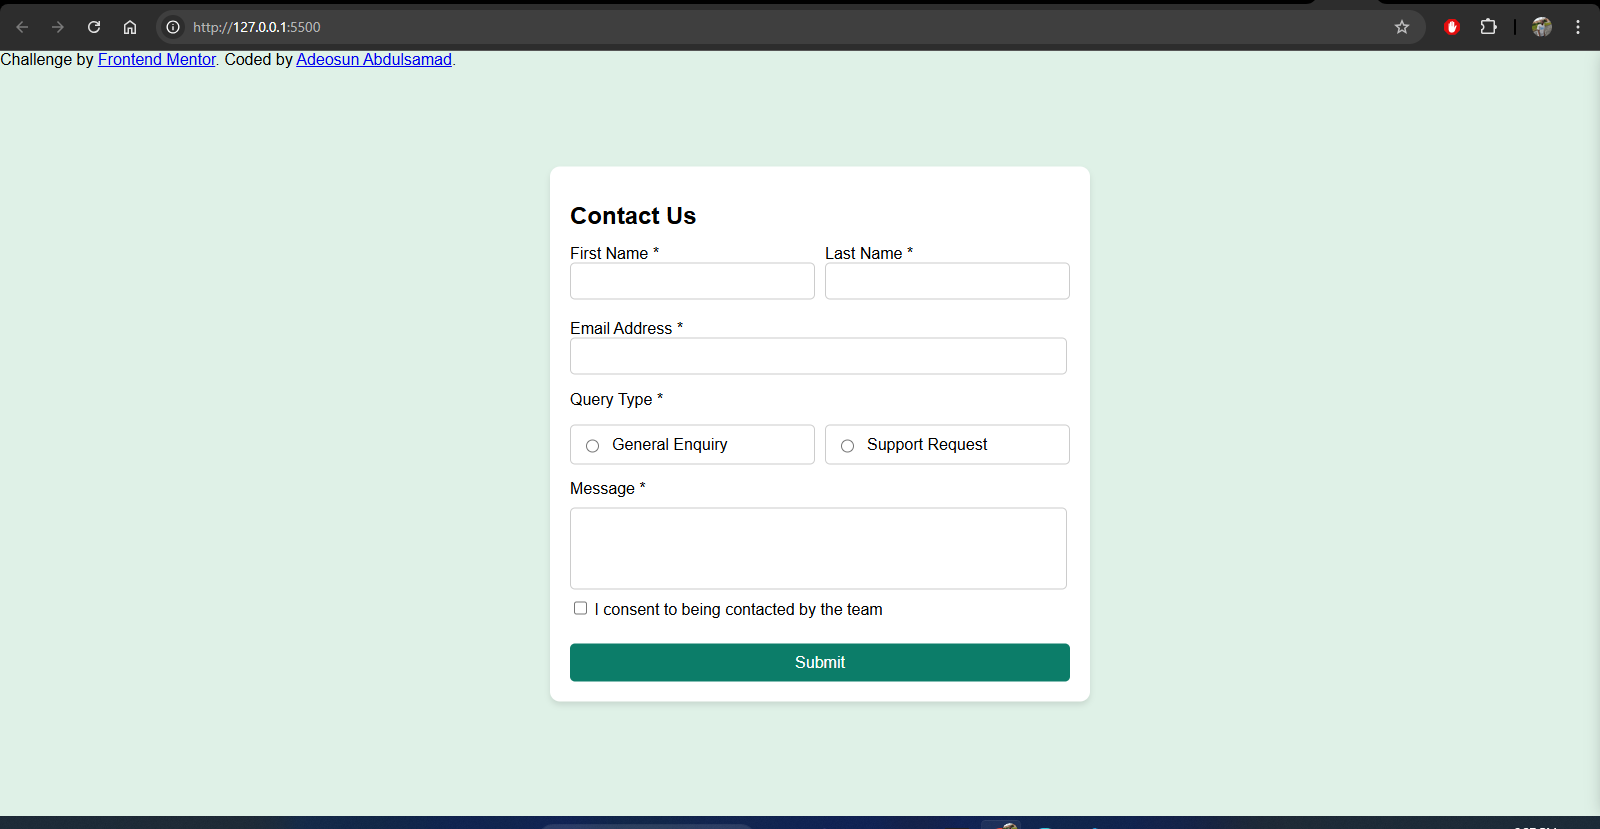 http://127.0.0.1:5500
Challenge by Frontend Mentor. Coded by Adeosun Abdulsamad.
Contact Us
First Name * Last Name *
Email Address *
Query Type *
General Enquiry Support Request
Message *
I consent to being contacted by the team
Submit